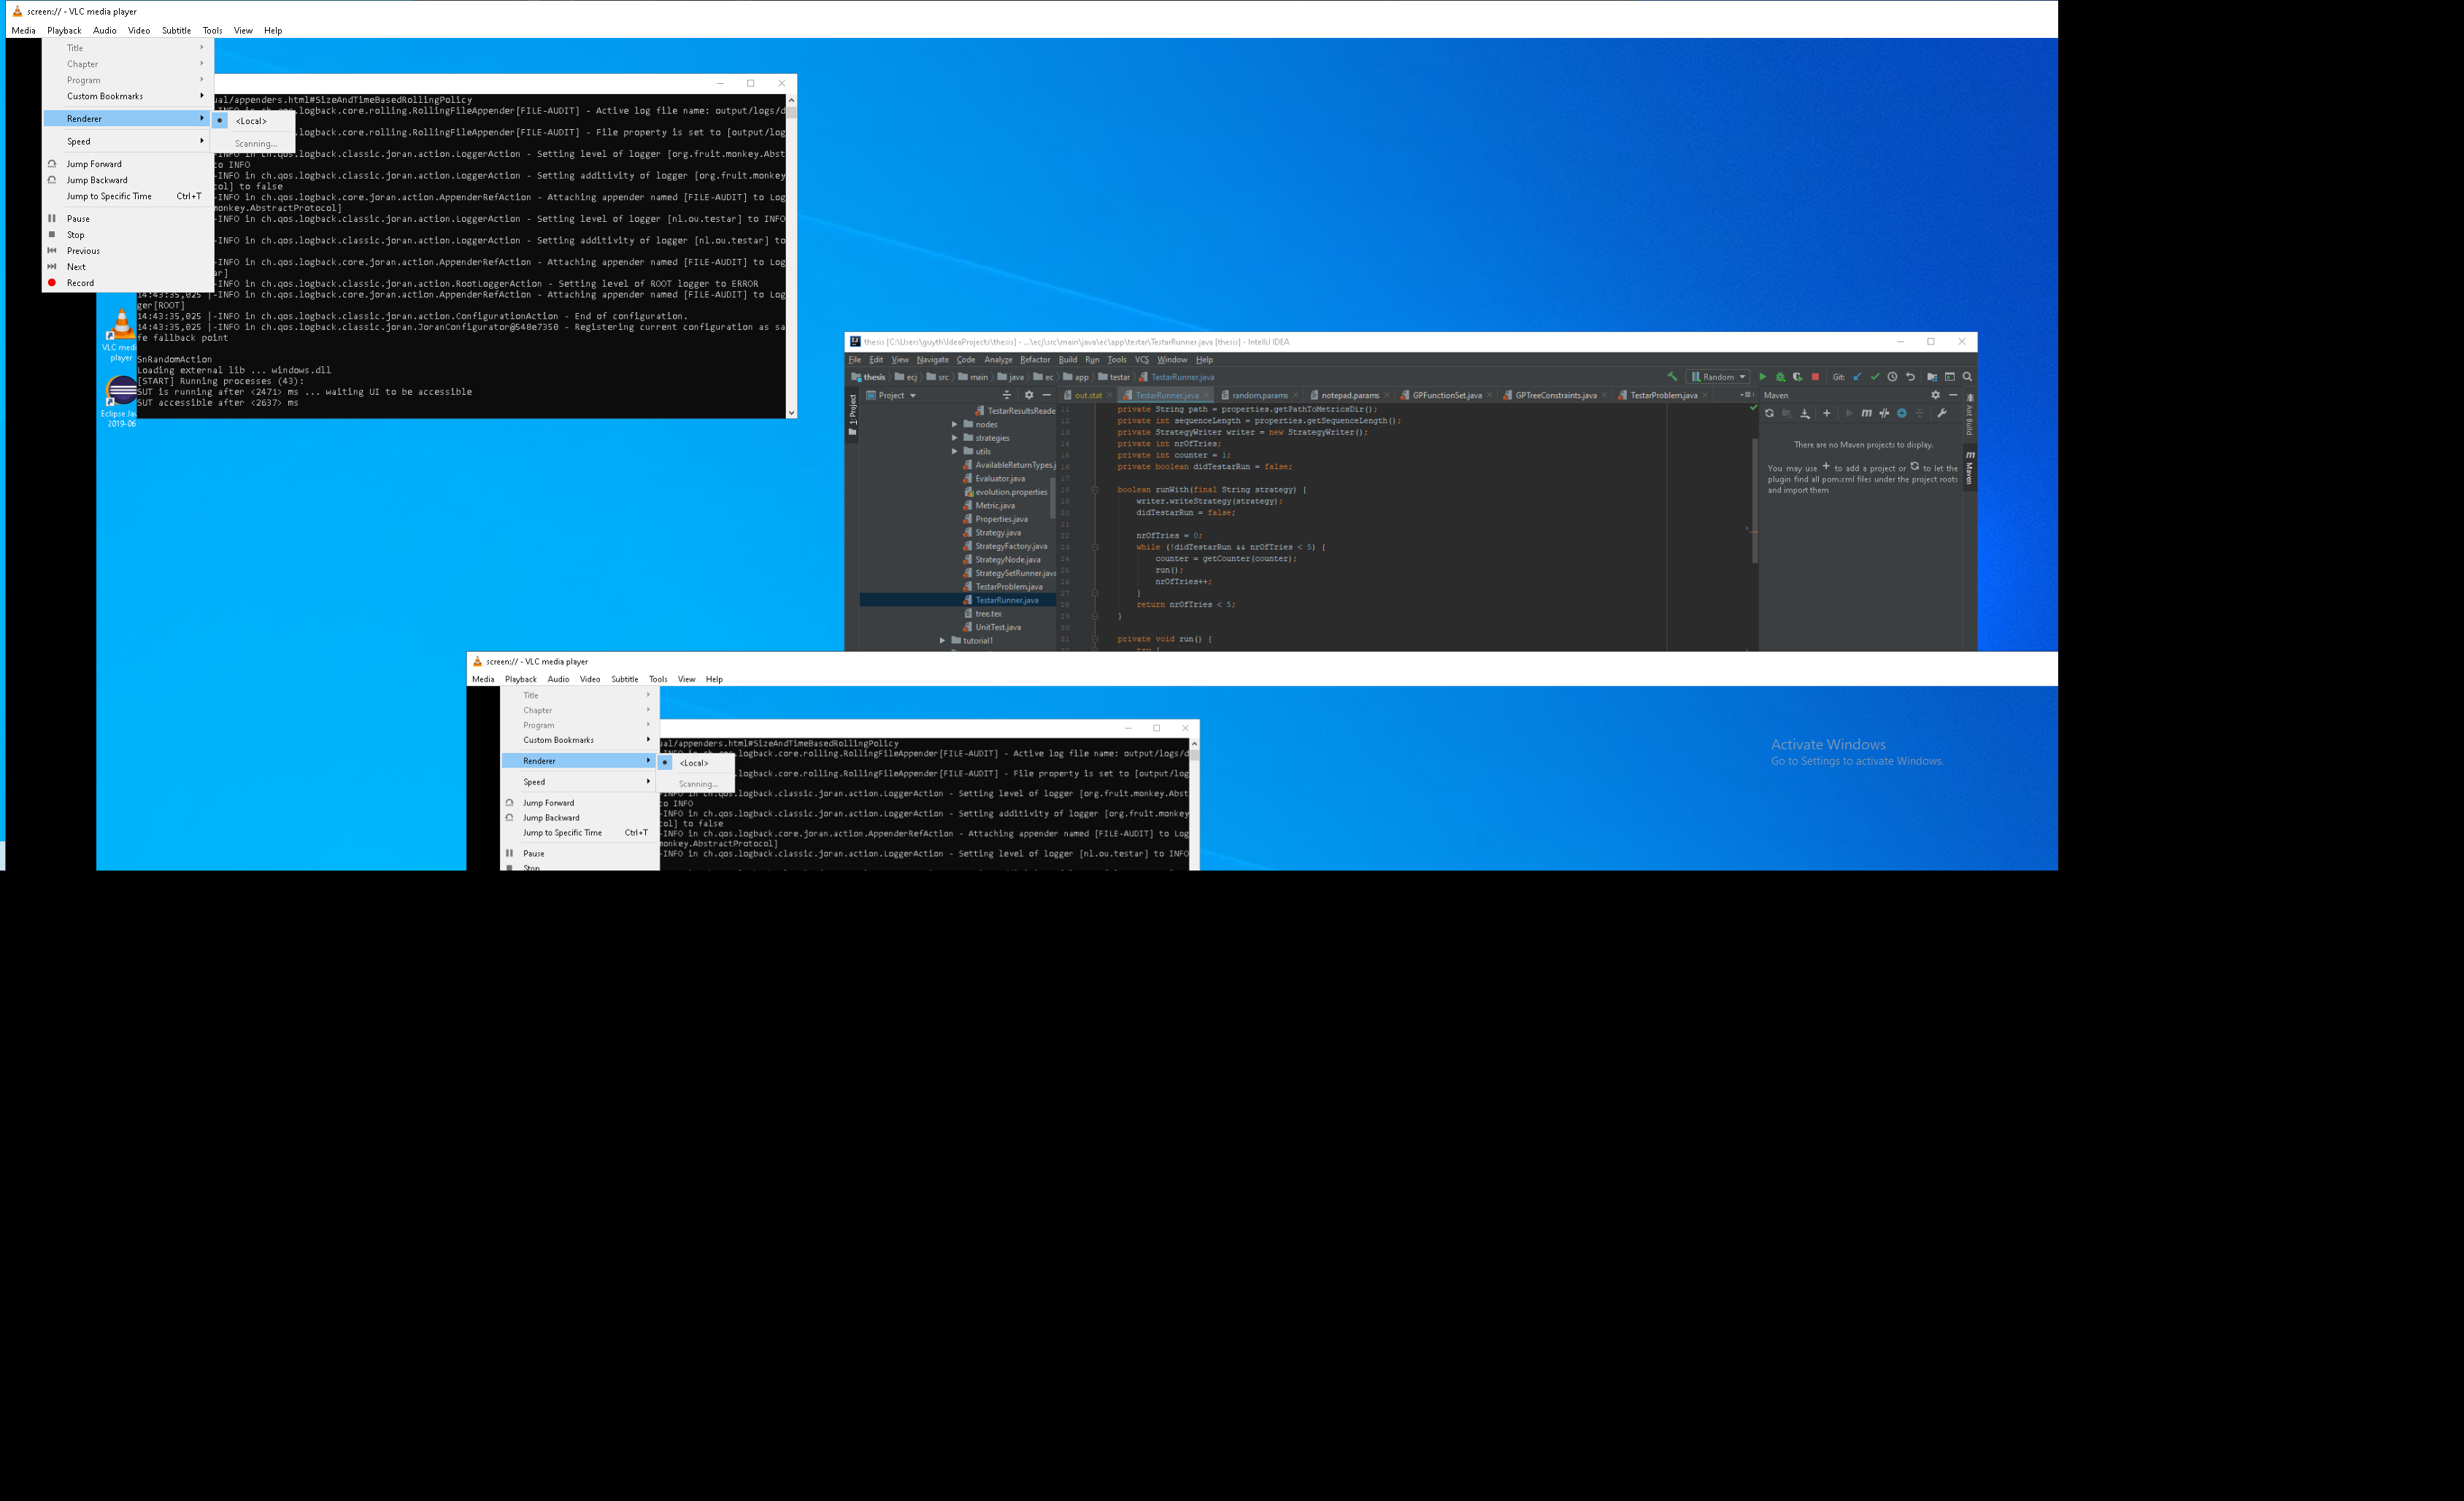 screen:// - VLC media player
Media Playback Audio Video Subtitle Tools View Help
Title
Chapter
Program
Custom Bookmarks
Renderer
<Local>
Scanning...
Speed
Jump Forward
Jump Backward
Jump to Specific Time Ctrl+T
Pause
Stop
Previous
Next
Record
ual/appenders.html#SizeAndTimeBasedRollingPolicy
-INFO in ch.qos.logback.core.rolling.RollingFileAppender[FILE-AUDIT] - Active log file name: output/logs/d
.logback.core.rolling.RollingFileAppender[FILE-AUDIT] - File property is set to [output/log
.logback.classic.joran.action.LoggerAction - Setting level of logger [org.fruit.monkey.Abst
to INFO
-INFO in ch.qos.logback.classic.joran.action.LoggerAction - Setting additivity of logger [org.fruit.monkey
col] to false
-INFO in ch.qos.logback.core.joran.action.AppenderRefAction - Attaching appender named [FILE-AUDIT] to Log
monkey.AbstractProtocol]
-INFO in ch.qos.logback.classic.joran.action.LoggerAction - Setting level of logger [nl.ou.testar] to INFO
-INFO in ch.qos.logback.classic.joran.action.LoggerAction - Setting additivity of logger [nl.ou.testar] to
-INFO in ch.qos.logback.core.joran.action.AppenderRefAction - Attaching appender named [FILE-AUDIT] to Log
ar]
-INFO in ch.qos.logback.classic.joran.action.RootLoggerAction - Setting level of ROOT logger to ERROR
14:43:35,025 |-INFO in ch.qos.logback.core.joran.action.AppenderRefAction - Attaching appender named [FILE-AUDIT] to Log
ger[ROOT]
14:43:35,025 |-INFO in ch.qos.logback.classic.joran.action.ConfigurationAction - End of configuration.
14:43:35,025 |-INFO in ch.qos.logback.classic.joran.JoranConfigurator@548e7350 - Registering current configuration as sa
fe fallback point
SnRandomAction
Loading external lib ... windows.dll
[START] Running processes (43):
SUT is running after <2471> ms ... waiting UI to be accessible
SUT accessible after <2637> ms
VLC medi
player
Eclipse Jav
2019-06
thesis [C:\Users\guyth\IdeaProjects\thesis] - ...\ecj\src\main\java\ec\app\testar\TestarRunner.java [thesis] - IntelliJ IDEA
File Edit View Navigate Code Analyze Refactor Build Run Tools VCS Window Help
thesis ecj src main java ec app testar TestarRunner.java
Random Git:
1: Project
Project
out.stat TestarRunner.java random.params notepad.params GPFunctionSet.java GPTreeConstraints.java TestarProblem.java
TestarResultsReade
nodes
strategies
utils
AvailableReturnTypes.j
Evaluator.java
evolution.properties
Metric.java
Properties.java
Strategy.java
StrategyFactory.java
StrategyNode.java
StrategySetRunner.java
TestarProblem.java
TestarRunner.java
tree.tex
UnitTest.java
tutorial1
11 private String path = properties.getPathToMetricsDir();
12 private int sequenceLength = properties.getSequenceLength();
13 private StrategyWriter writer = new StrategyWriter();
14 private int nrOfTries;
15 private int counter = 1;
16 private boolean didTestarRun = false;
17
18 boolean runWith(final String strategy) {
19 writer.writeStrategy(strategy);
20 didTestarRun = false;
21
22 nrOfTries = 0;
23 while (!didTestarRun && nrOfTries < 5) {
24 counter = getCounter(counter);
25 run();
26 nrOfTries++;
27 }
28 return nrOfTries < 5;
29 }
30
31 private void run() {
try {
Maven
There are no Maven projects to display.
You may use + to add a project or to let the
plugin find all pom.xml files under the project roots
and import them
Ant Build
Maven
screen:// - VLC media player
Media Playback Audio Video Subtitle Tools View Help
Title
Chapter
Program
Custom Bookmarks
Renderer
<Local>
Scanning...
Speed
Jump Forward
Jump Backward
Jump to Specific Time Ctrl+T
Pause
Stop
ual/appenders.html#SizeAndTimeBasedRollingPolicy
.logback.core.rolling.RollingFileAppender[FILE-AUDIT] - Active log file name: output/logs/d
.logback.core.rolling.RollingFileAppender[FILE-AUDIT] - File property is set to [output/log
.logback.classic.joran.action.LoggerAction - Setting level of logger [org.fruit.monkey.Abst
to INFO
-INFO in ch.qos.logback.classic.joran.action.LoggerAction - Setting additivity of logger [org.fruit.monkey
col] to false
-INFO in ch.qos.logback.core.joran.action.AppenderRefAction - Attaching appender named [FILE-AUDIT] to Log
monkey.AbstractProtocol]
-INFO in ch.qos.logback.classic.joran.action.LoggerAction - Setting level of logger [nl.ou.testar] to INFO
Activate Windows
Go to Settings to activate Windows.